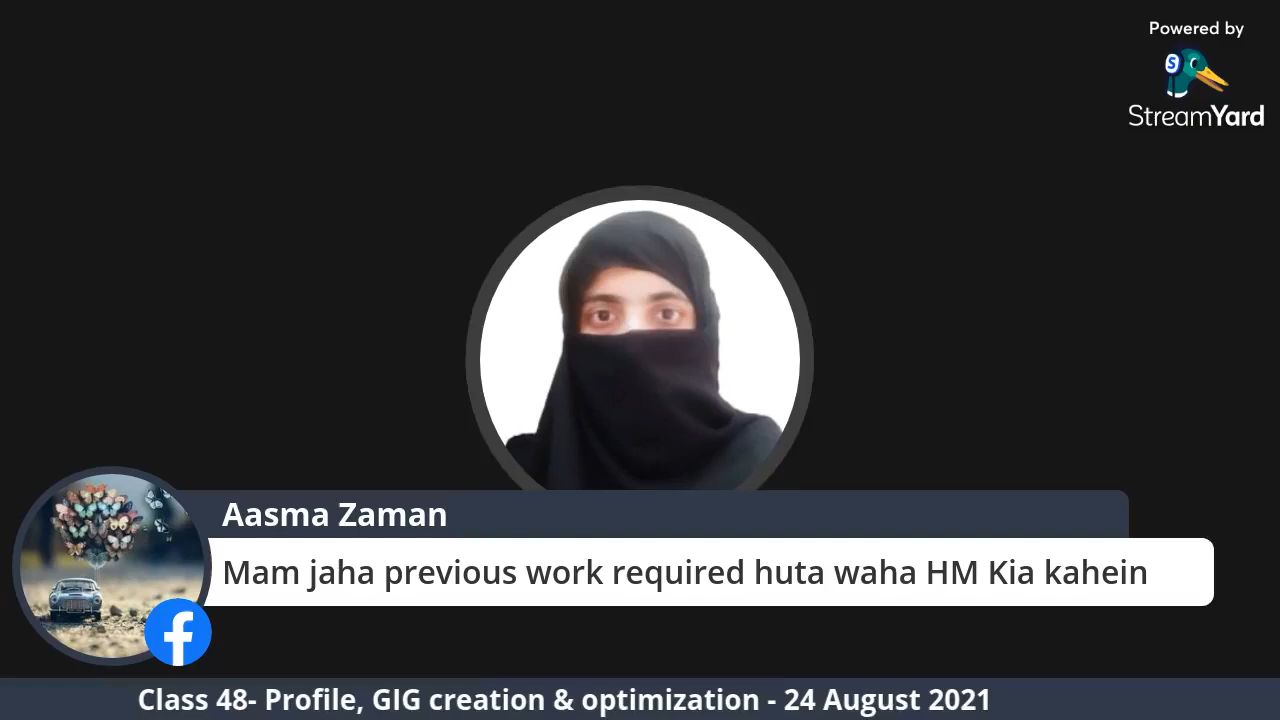 Powered by
S
StreamYard
Aasma Zaman
Mam jaha previous work required huta waha HM Kia kahein
Class 48- Profile, GIG creation & optimization - 24 August 2021